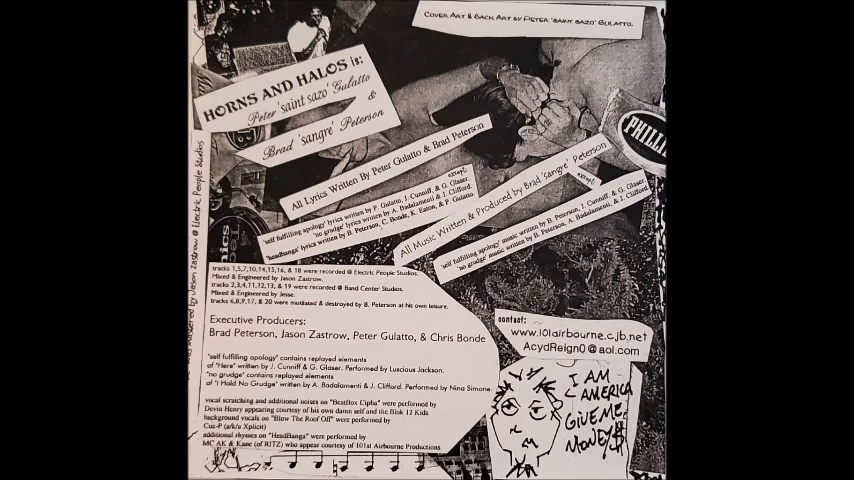 COVER ART & BACK ART BY PETER 'SAINT SAZO' GULATTO.
HORNS AND HALOS is:
Peter 'saint sazo' Gulatto
&
Brad 'sangre' Peterson
PHILLI
All Lyrics Written By Peter Gulatto & Brad Peterson
except:
'self fulfilling apology' lyrics written by P. Gulatto, J. Cunniff, & G. Glaser.
'no grudge' lyrics written by A. Badalamenti & J. Clifford.
'headbanga' lyrics written by B. Peterson, C. Bonde, K. Eaton, & P. Gulatto.
All Music Written & Produced by Brad 'sangre' Peterson
except:
'self fulfilling apology' music written by B. Peterson, J. Cunniff, & G. Glaser
'no grudge' music written by B. Peterson, A. Badalamenti, & J. Clifford
Mastered by Jason Zastrow @ Electric People Studios
tracks 1,5,7,10,14,15,16, & 18 were recorded @ Electric People Studios.
Mixed & Engineered by Jason Zastrow.
tracks 2,3,4,11,12,13, & 19 were recorded @ Band Center Studios.
Mixed & Engineered by Jesse.
tracks 6,8,9,17, & 20 were mutilated & destroyed by B. Peterson at his own leisure.
Executive Producers:
Brad Peterson, Jason Zastrow, Peter Gulatto, & Chris Bonde
'self fulfilling apology' contains replayed elements
of "Here" written by J. Cunniff & G. Glaser. Performed by Luscious Jackson.
"no grudge" contains replayed elements
of "I Hold No Grudge" written by A. Badalamenti & J. Clifford. Performed by Nina Simone.
vocal scratching and additional noises on "BeatBox Cipha" were performed by
Devin Henry appearing courtesy of his own damn self and the Blok 12 Kids.
background vocals on "Blow The Roof Off" were performed by
Cue-P (a/k/a Xplicit)
additional rhymes on "HeadBanga" were performed by
MC AK & Kane (of RITZ) who appear courtesy of 101st Airbourne Productions.
contact:
www.101airbourne.cjb.net
AcydReign0@aol.com
I AM
AMERICA
GIVE ME
MONEY$